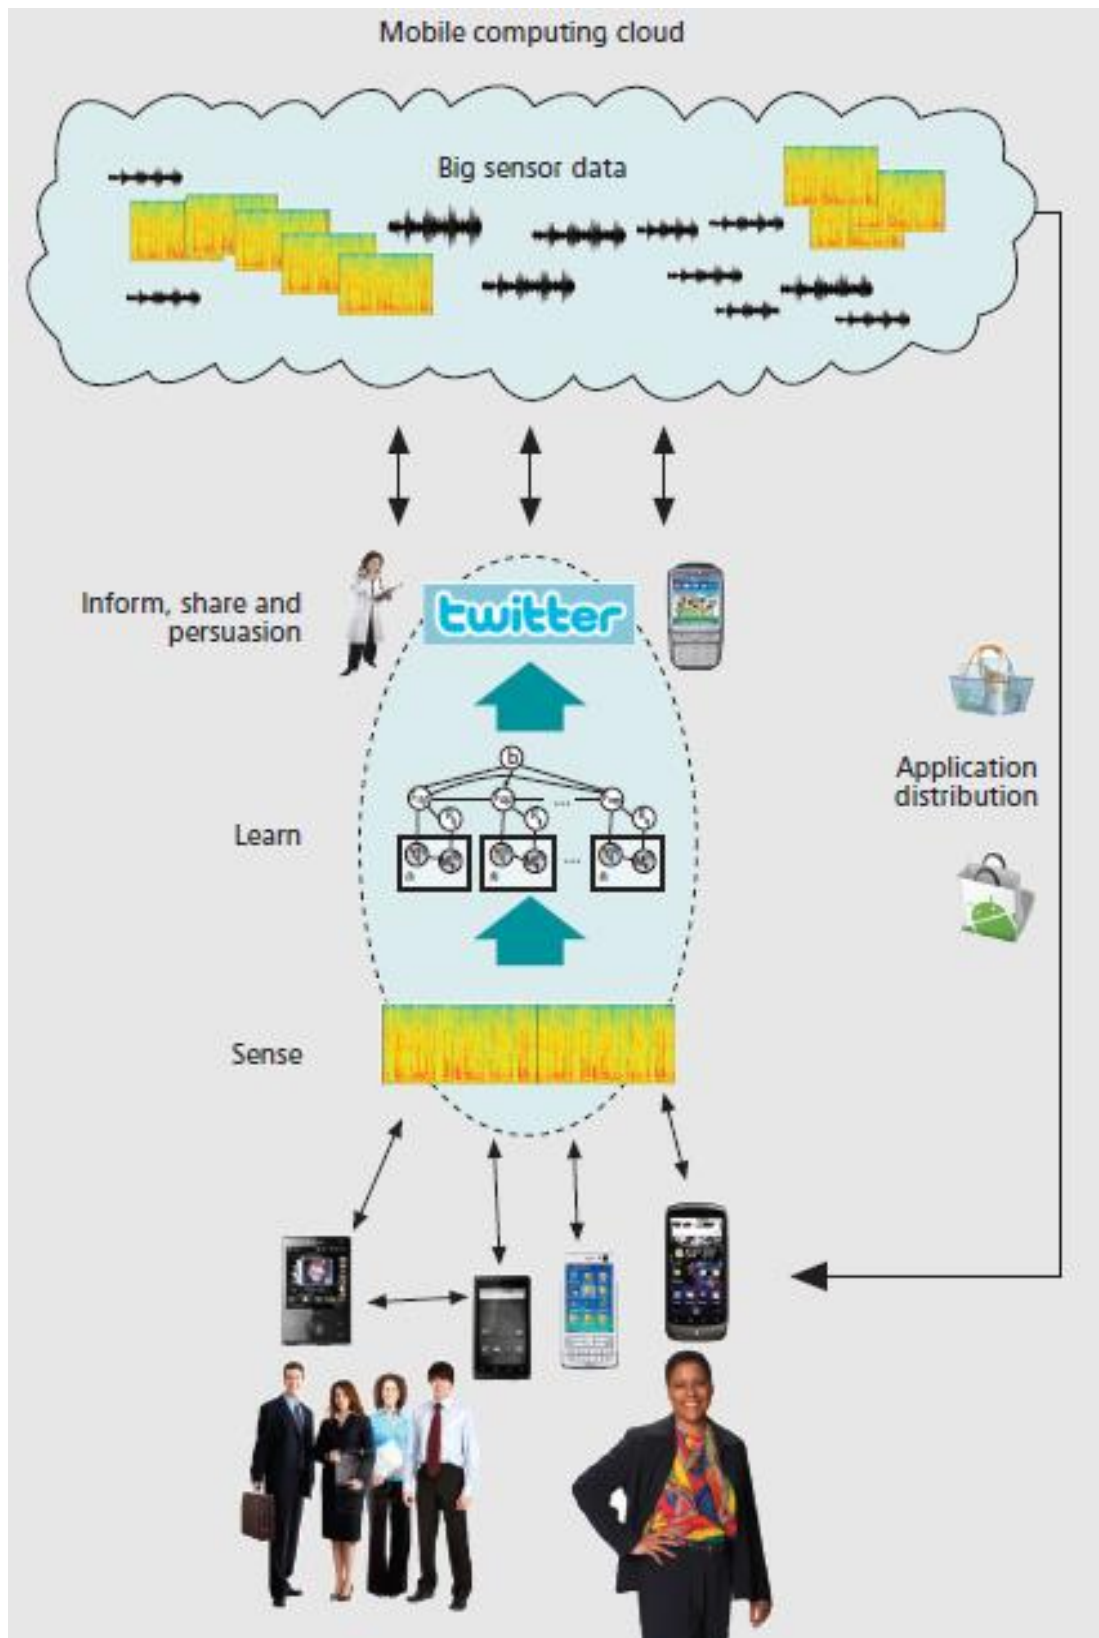 Mobile computing cloud
Big sensor data
Inform, share and
persuasion
twitter
Application
distribution
b
...
Learn
...
Sense